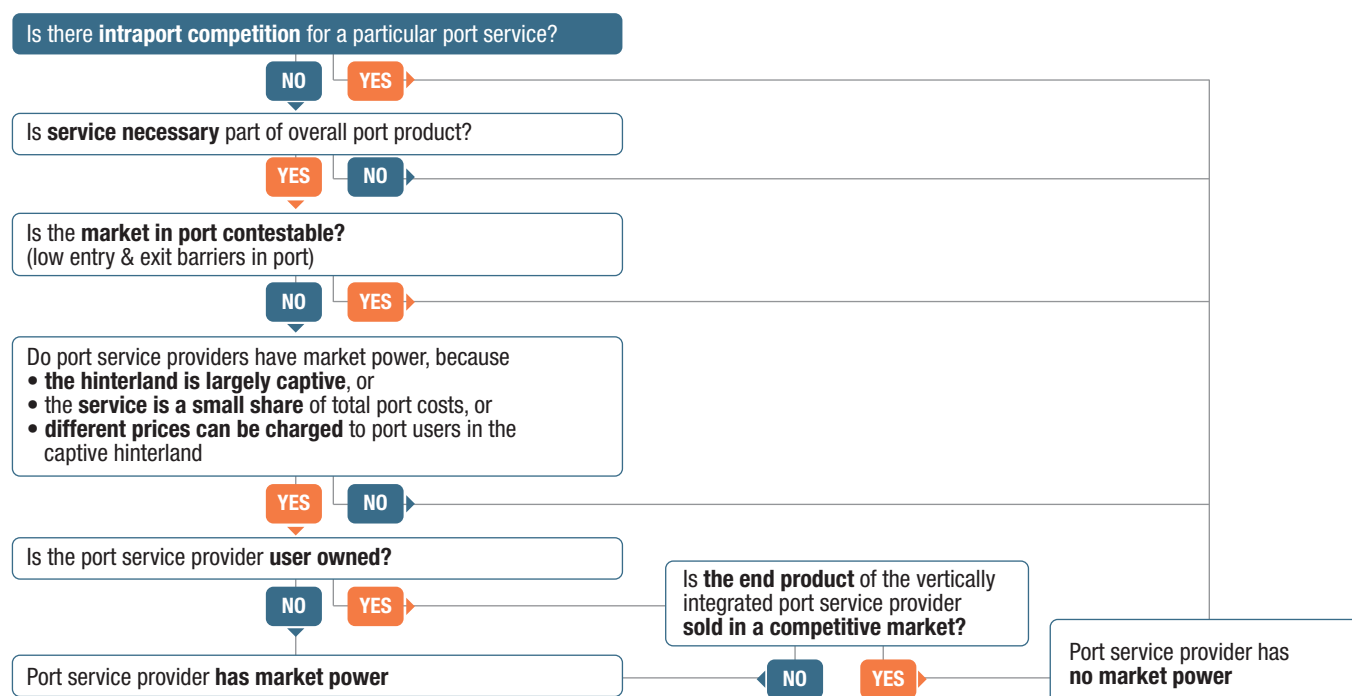 Is there intraport competition for a particular port service?
NO
YES
Is service necessary part of overall port product?
YES
NO
Is the market in port contestable?
(low entry & exit barriers in port)
NO
YES
Do port service providers have market power, because
• the hinterland is largely captive, or
• the service is a small share of total port costs, or
• different prices can be charged to port users in the
captive hinterland
YES
NO
Is the port service provider user owned?
NO
YES
Is the end product of the vertically
integrated port service provider
sold in a competitive market?
Port service provider has market power
NO
YES
Port service provider has
no market power